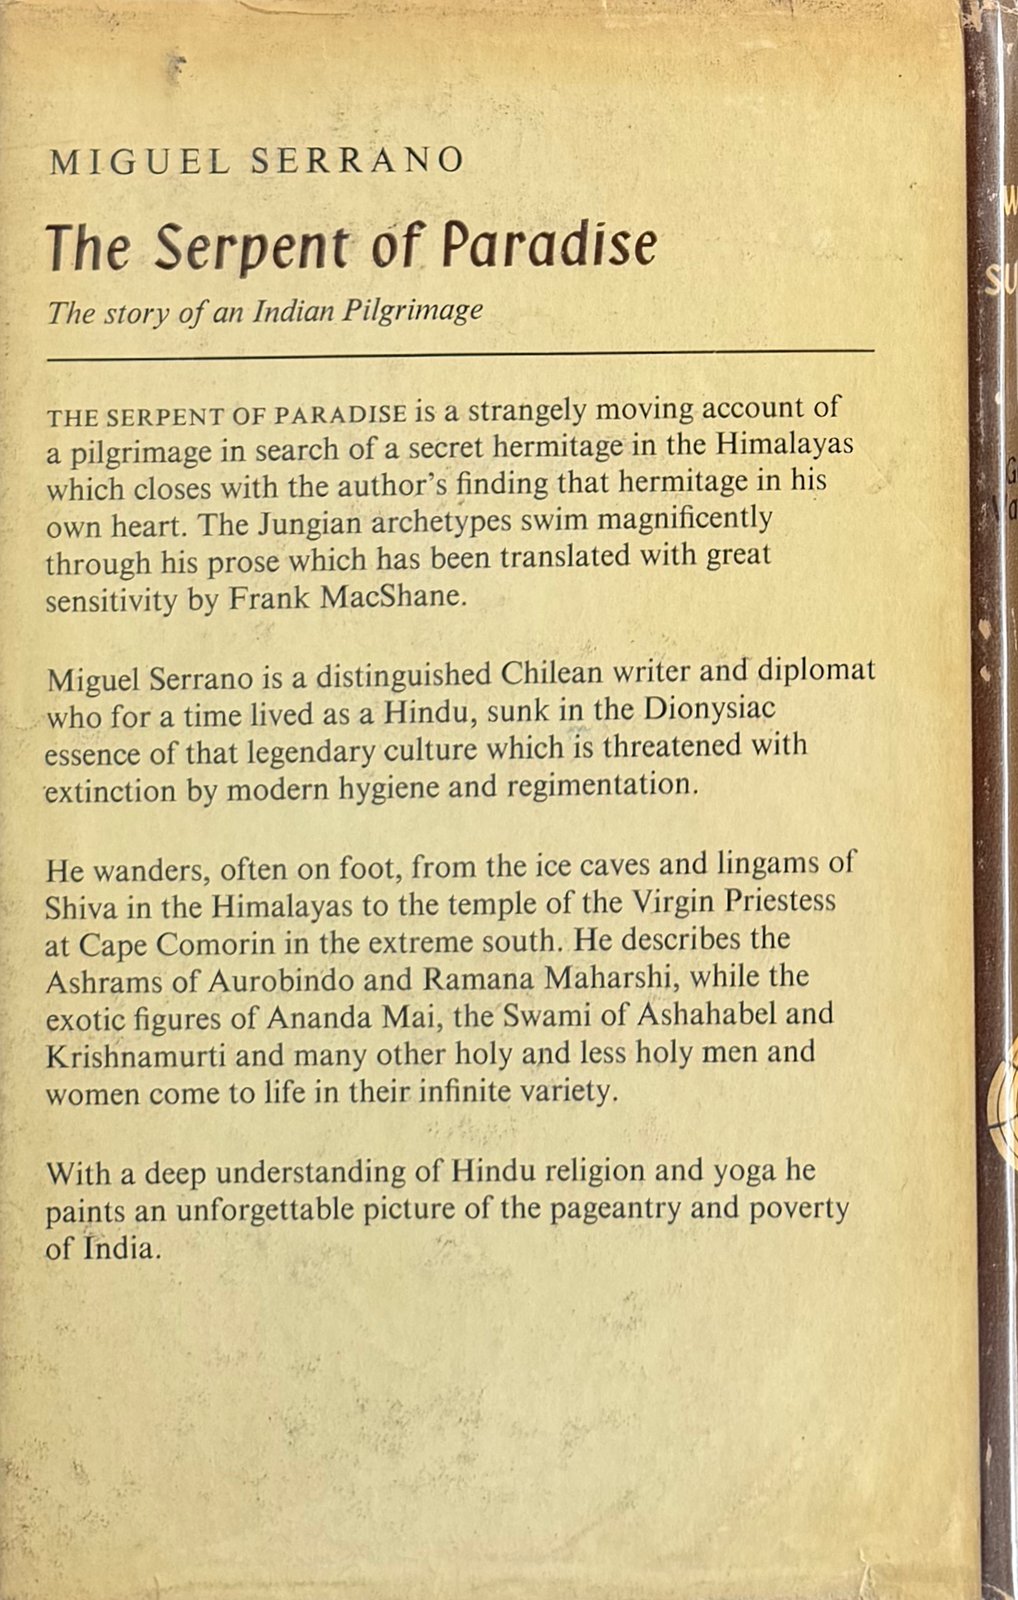 MIGUEL SERRANO
The Serpent of Paradise
The story of an Indian Pilgrimage
THE SERPENT OF PARADISE is a strangely moving account of
a pilgrimage in search of a secret hermitage in the Himalayas
which closes with the author's finding that hermitage in his
own heart. The Jungian archetypes swim magnificently
through his prose which has been translated with great
sensitivity by Frank MacShane.
Miguel Serrano is a distinguished Chilean writer and diplomat
who for a time lived as a Hindu, sunk in the Dionysiac
essence of that legendary culture which is threatened with
extinction by modern hygiene and regimentation.
He wanders, often on foot, from the ice caves and lingams of
Shiva in the Himalayas to the temple of the Virgin Priestess
at Cape Comorin in the extreme south. He describes the
Ashrams of Aurobindo and Ramana Maharshi, while the
exotic figures of Ananda Mai, the Swami of Ashahabel and
Krishnamurti and many other holy and less holy men and
women come to life in their infinite variety.
With a deep understanding of Hindu religion and yoga he
paints an unforgettable picture of the pageantry and poverty
of India.